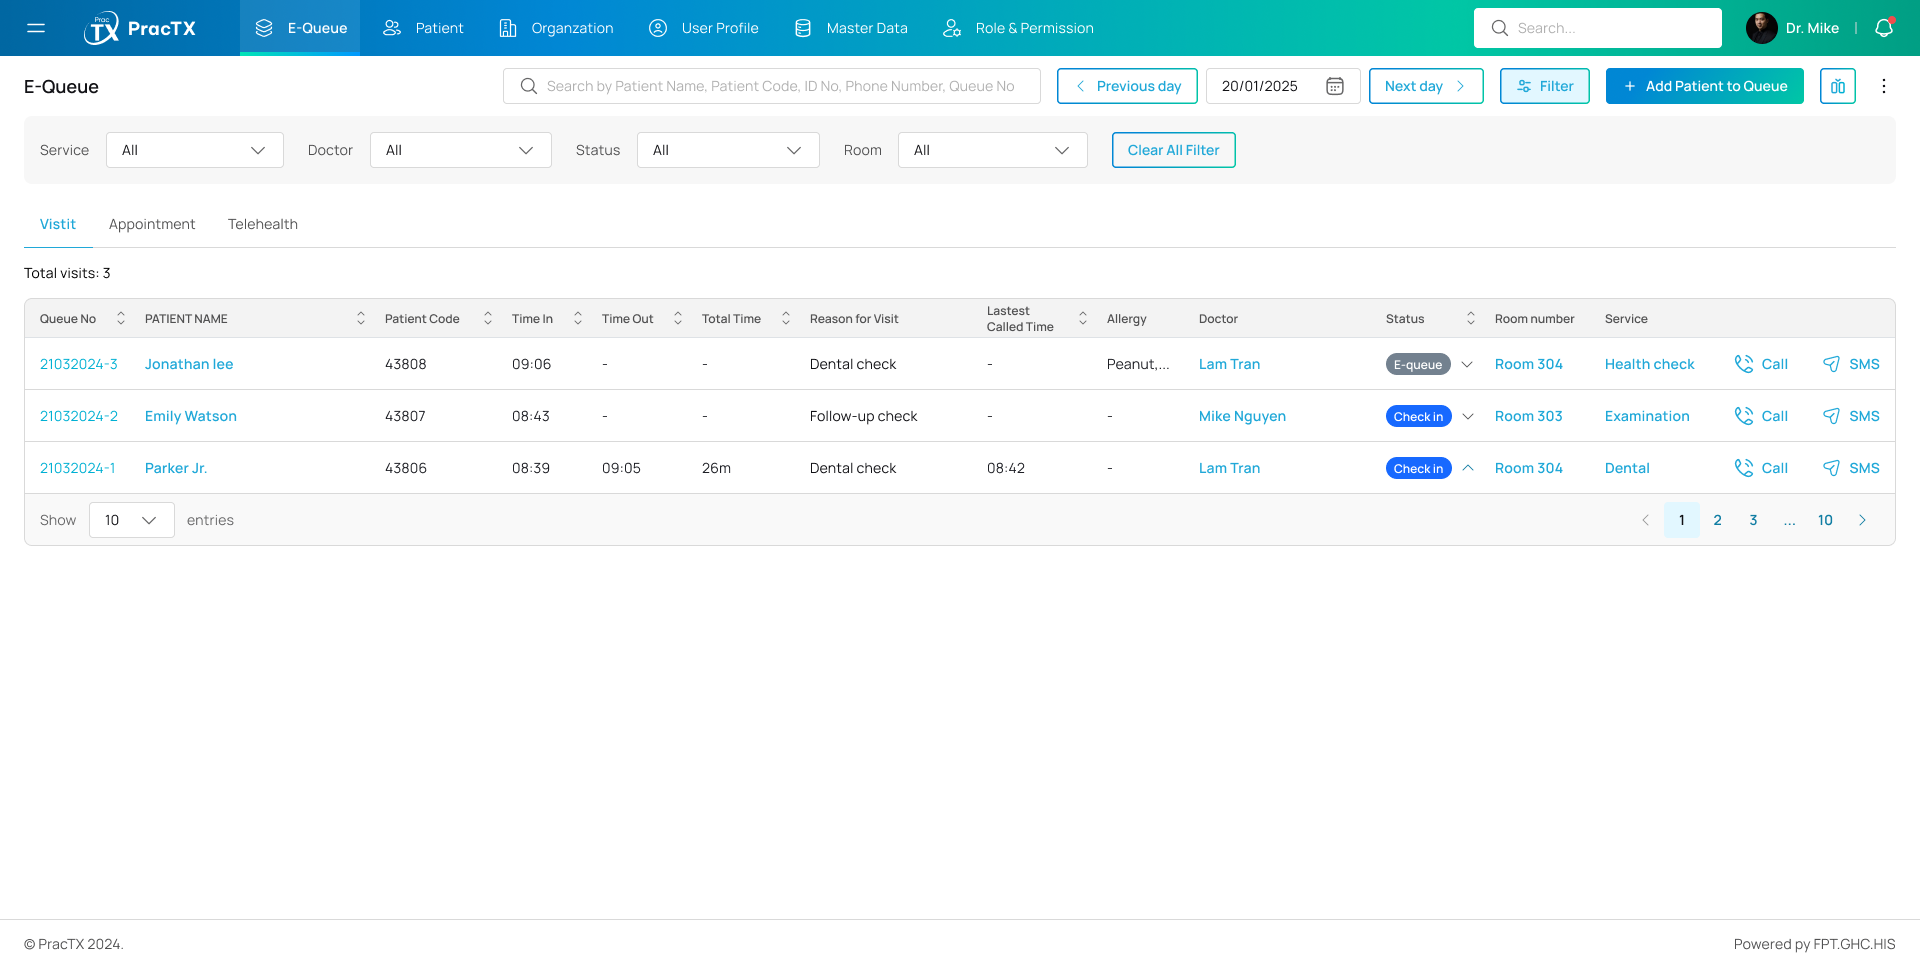 Prac TX PracTX E-Queue Patient Organzation User Profile Master Data Role & Permission Search... Dr. Mike |
E-Queue Search by Patient Name, Patient Code, ID No, Phone Number, Queue No Previous day 20/01/2025 Next day Filter + Add Patient to Queue
Service All Doctor All Status All Room All Clear All Filter
Vistit Appointment Telehealth
Total visits: 3
Queue No PATIENT NAME Patient Code Time In Time Out Total Time Reason for Visit Lastest Called Time Allergy Doctor Status Room number Service
21032024-3 Jonathan lee 43808 09:06 - - Dental check - Peanut,... Lam Tran E-queue Room 304 Health check Call SMS
21032024-2 Emily Watson 43807 08:43 - - Follow-up check - - Mike Nguyen Check in Room 303 Examination Call SMS
21032024-1 Parker Jr. 43806 08:39 09:05 26m Dental check 08:42 - Lam Tran Check in Room 304 Dental Call SMS
Show 10 entries 1 2 3 ... 10
© PracTX 2024. Powered by FPT.GHC.HIS